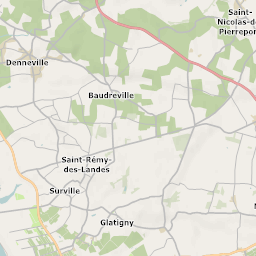 Saint-
Nicolas-de-
Pierrepont
Denneville
Baudreville
Saint-Rémy-
des-Landes
Surville
Glatigny